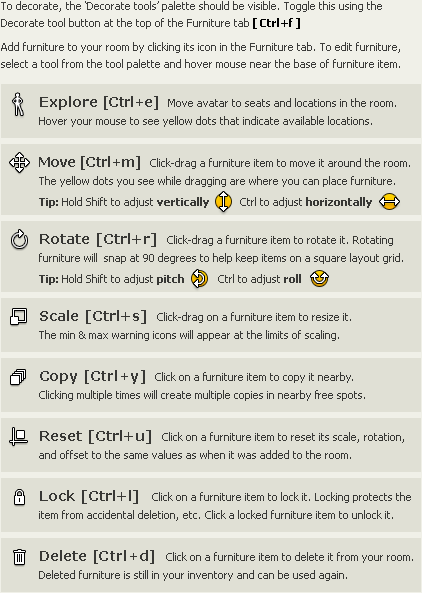 To decorate, the 'Decorate tools' palette should be visible. Toggle this using the
Decorate tool button at the top of the Furniture tab [ Ctrl+f ]
Add furniture to your room by clicking its icon in the Furniture tab. To edit furniture,
select a tool from the tool palette and hover mouse near the base of furniture item.
Explore [Ctrl+e] Move avatar to seats and locations in the room.
Hover your mouse to see yellow dots that indicate available locations.
Move [Ctrl+m] Click-drag a furniture item to move it around the room.
The yellow dots you see while dragging are where you can place furniture.
Tip: Hold Shift to adjust vertically Ctrl to adjust horizontally
Rotate [Ctrl+r] Click-drag a furniture item to rotate it. Rotating
furniture will snap at 90 degrees to help keep items on a square layout grid.
Tip: Hold Shift to adjust pitch Ctrl to adjust roll
Scale [Ctrl+s] Click-drag on a furniture item to resize it.
The min & max warning icons will appear at the limits of scaling.
Copy [Ctrl+y] Click on a furniture item to copy it nearby.
Clicking multiple times will create multiple copies in nearby free spots.
Reset [Ctrl+u] Click on a furniture item to reset its scale, rotation,
and offset to the same values as when it was added to the room.
Lock [Ctrl+l] Click on a furniture item to lock it. Locking protects the
item from accidental deletion, etc. Click a locked furniture item to unlock it.
Delete [Ctrl+d] Click on a furniture item to delete it from your room.
Deleted furniture is still in your inventory and can be used again.